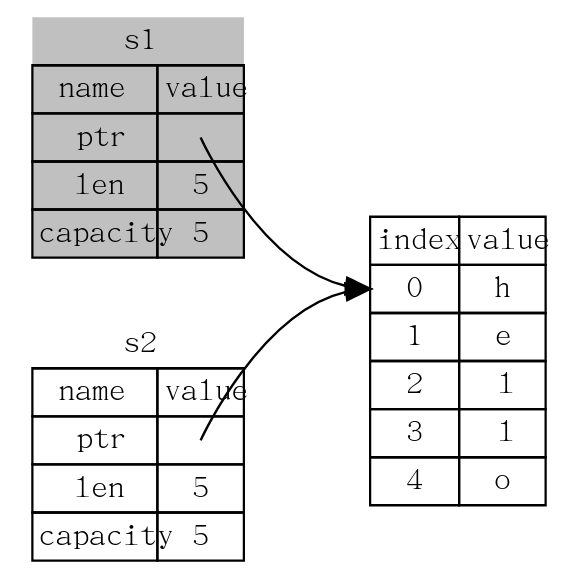 s1
name value
ptr
len 5
capacity 5
s2
name value
ptr
len 5
capacity 5
index value
0 h
1 e
2 l
3 l
4 o